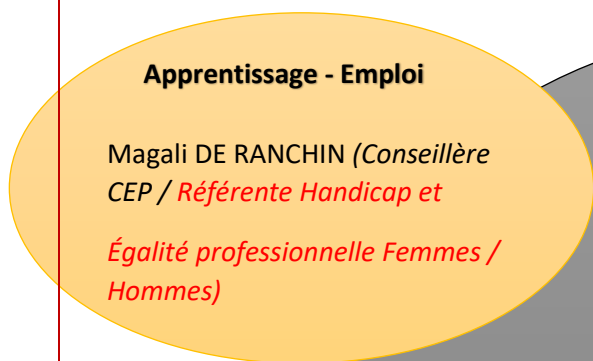 Apprentissage - Emploi
Magali DE RANCHIN (Conseillère
CEP / Référente Handicap et
Égalité professionnelle Femmes /
Hommes)